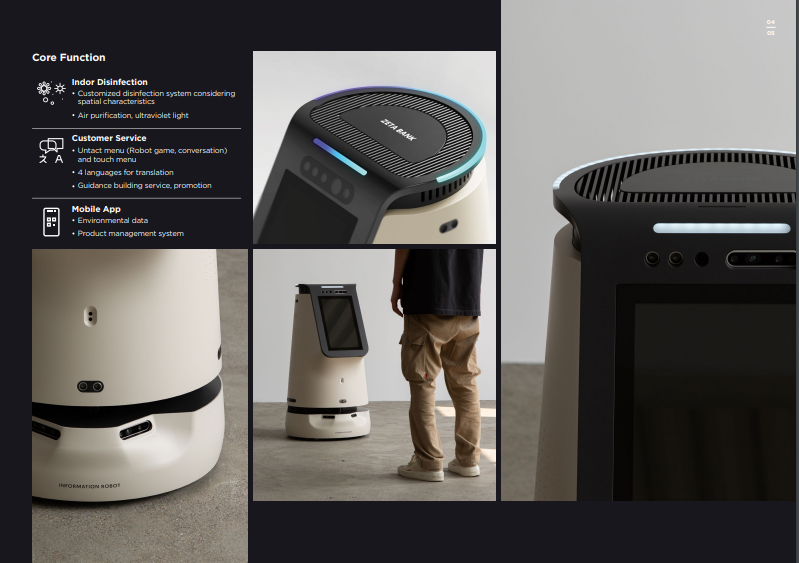 04
05
Core Function
Indor Disinfection
• Customized disinfection system considering
spatial characteristics
• Air purification, ultraviolet light
Customer Service
• Untact menu (Robot game, conversation)
and touch menu
• 4 languages for translation
• Guidance building service, promotion
Mobile App
• Environmental data
• Product management system
ZETA BANK
INFORMATION ROBOT